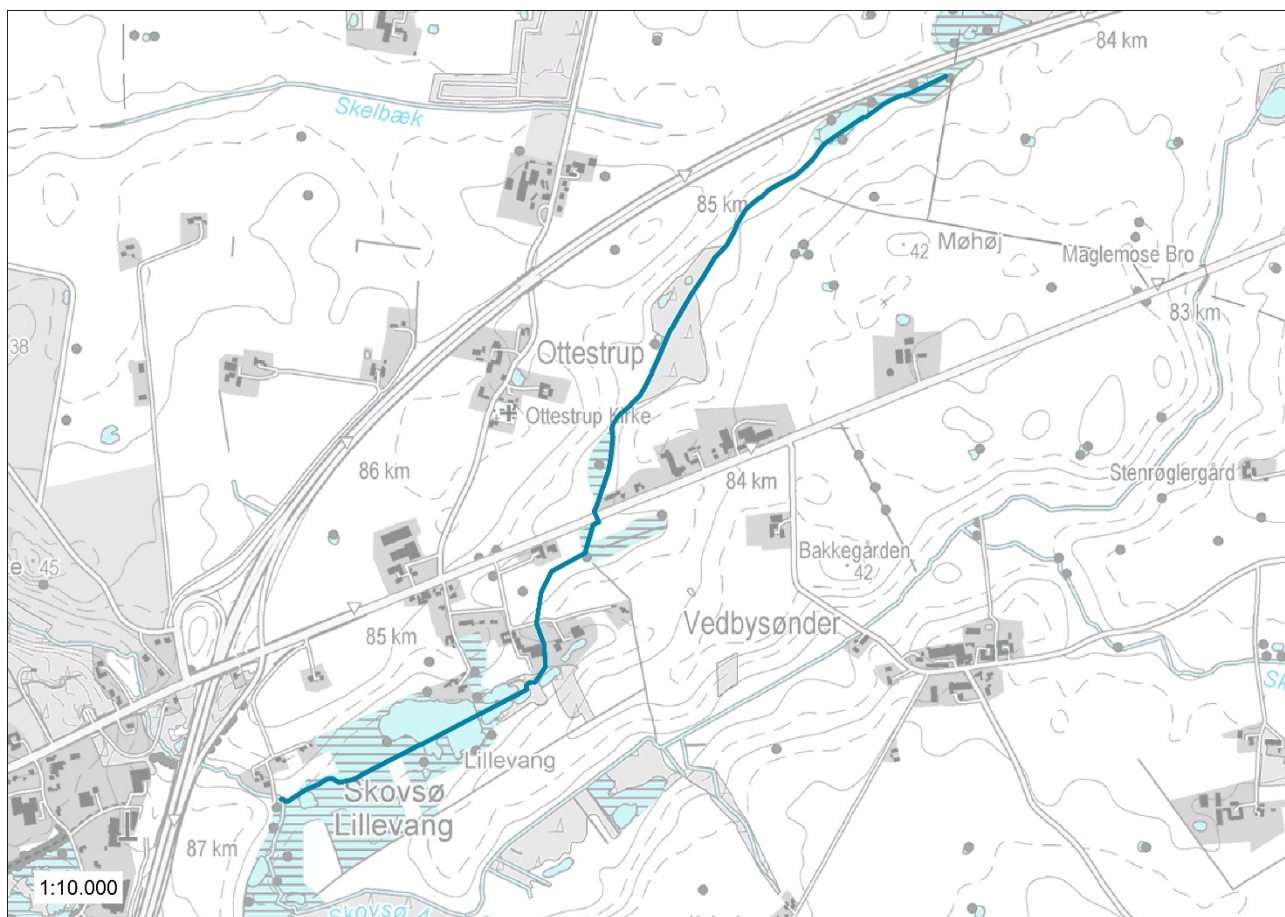 84 km
Skelbæk
85 km
Møhøj
42
Maglemose Bro
83 km
38
Ottestrup
Ottestrup Kirke
86 km
84 km
Stenrøglergård
Bakkegården
42
45
85 km
Vedbysønder
Lillevang
Skovsø
Lillevang
87 km
1:10.000
Skovsø